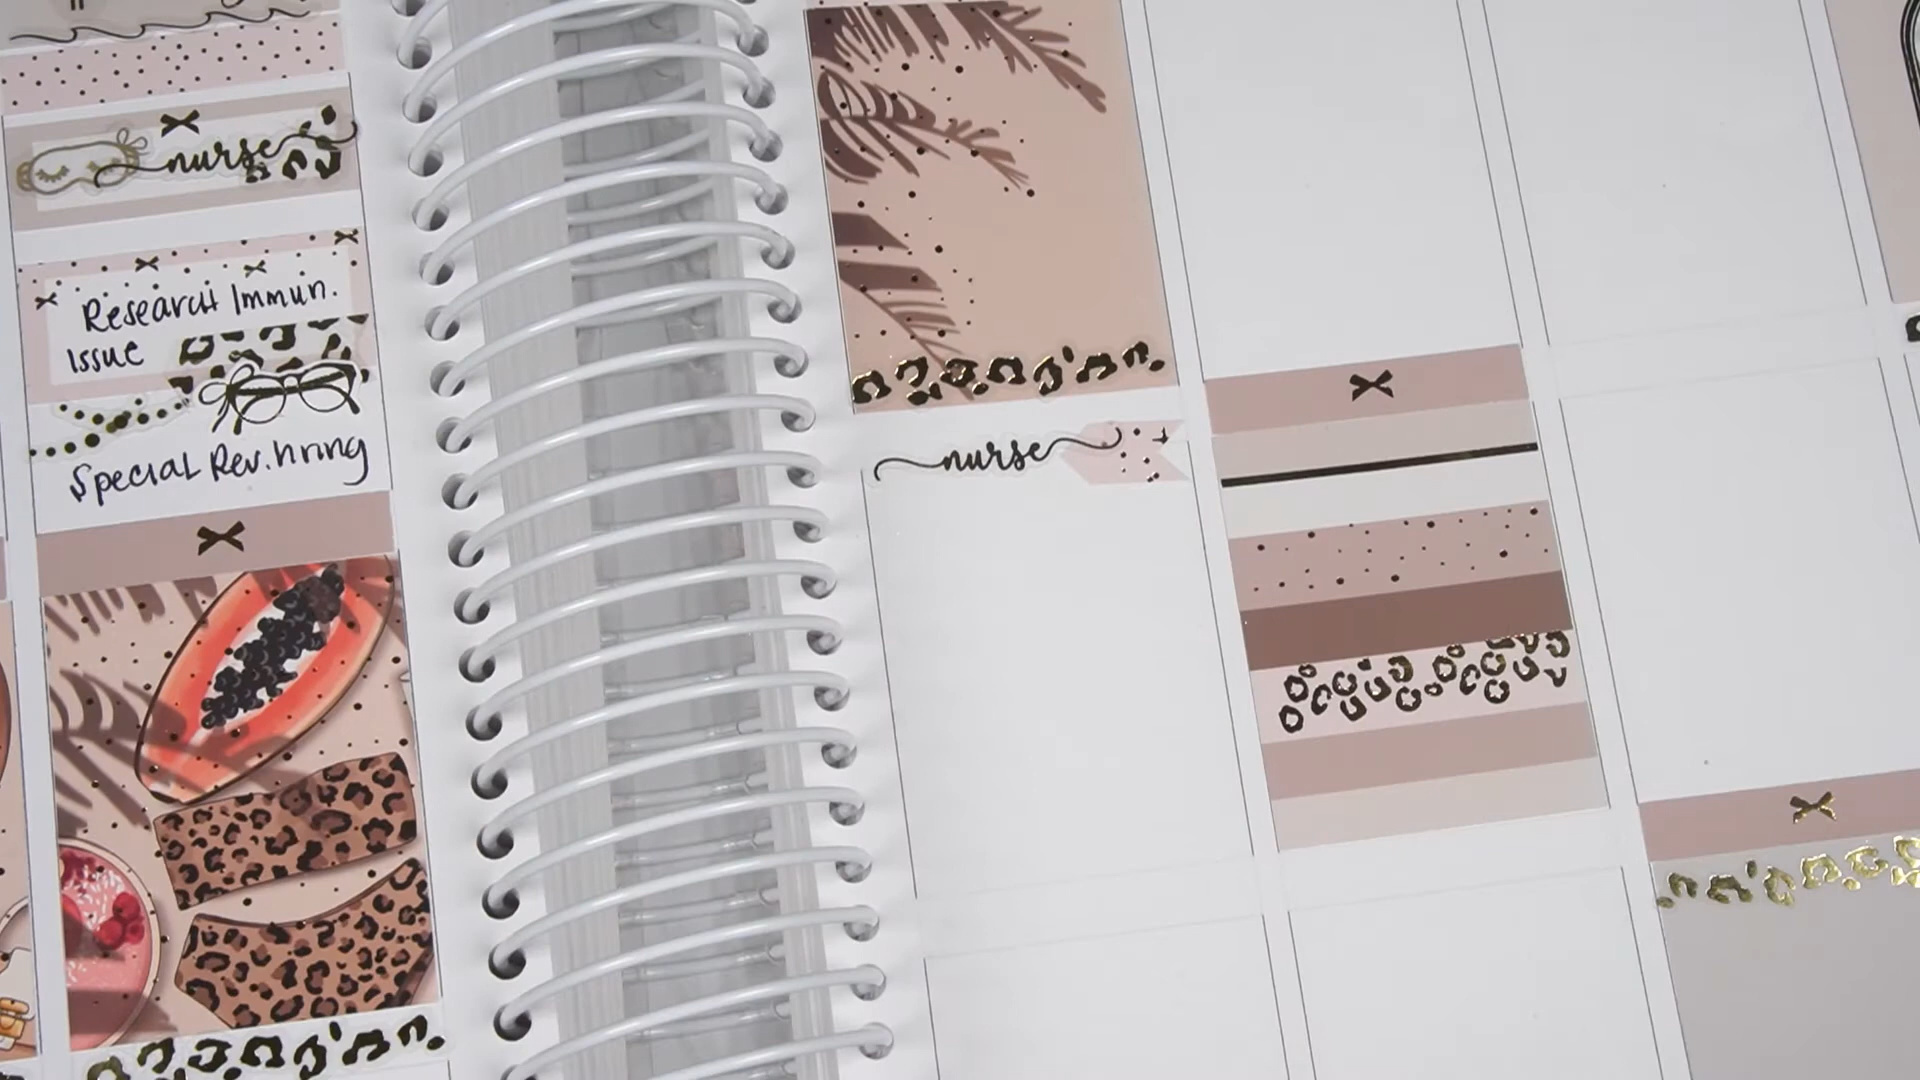 nurse
Research Immun.
Issue
Special Rev. hring
nurse